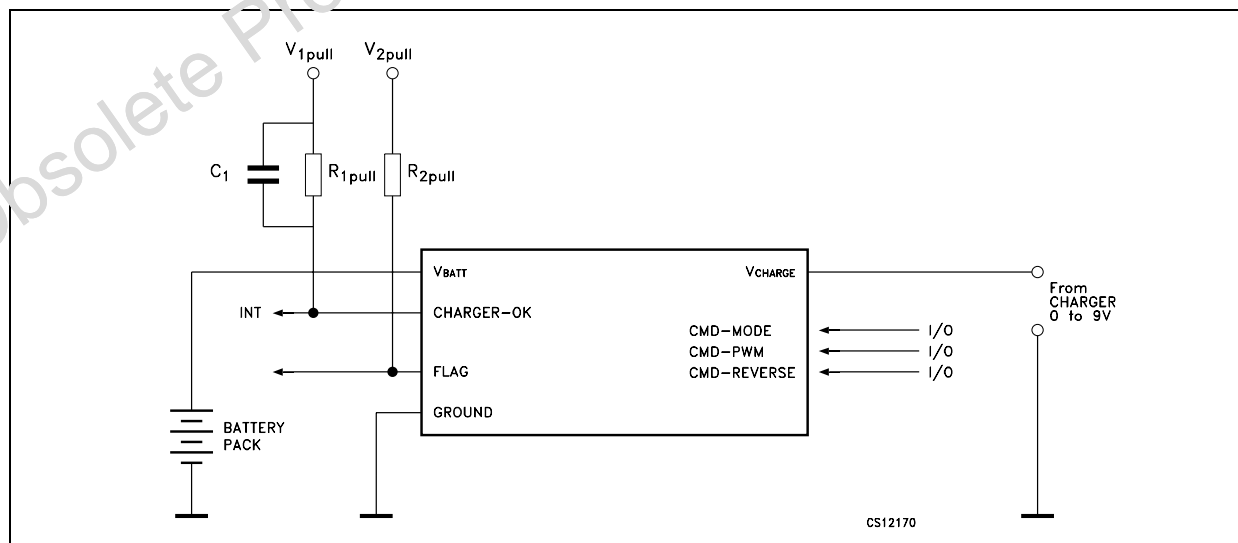 Obsolete Pro
V1pull V2pull
C1 R1pull R2pull
VBATT VCHARGE
INT CHARGER-OK
From
CHARGER
0 to 9V
CMD-MODE I/O
CMD-PWM
FLAG CMD-REVERSE I/O
GROUND
BATTERY
PACK
CS12170